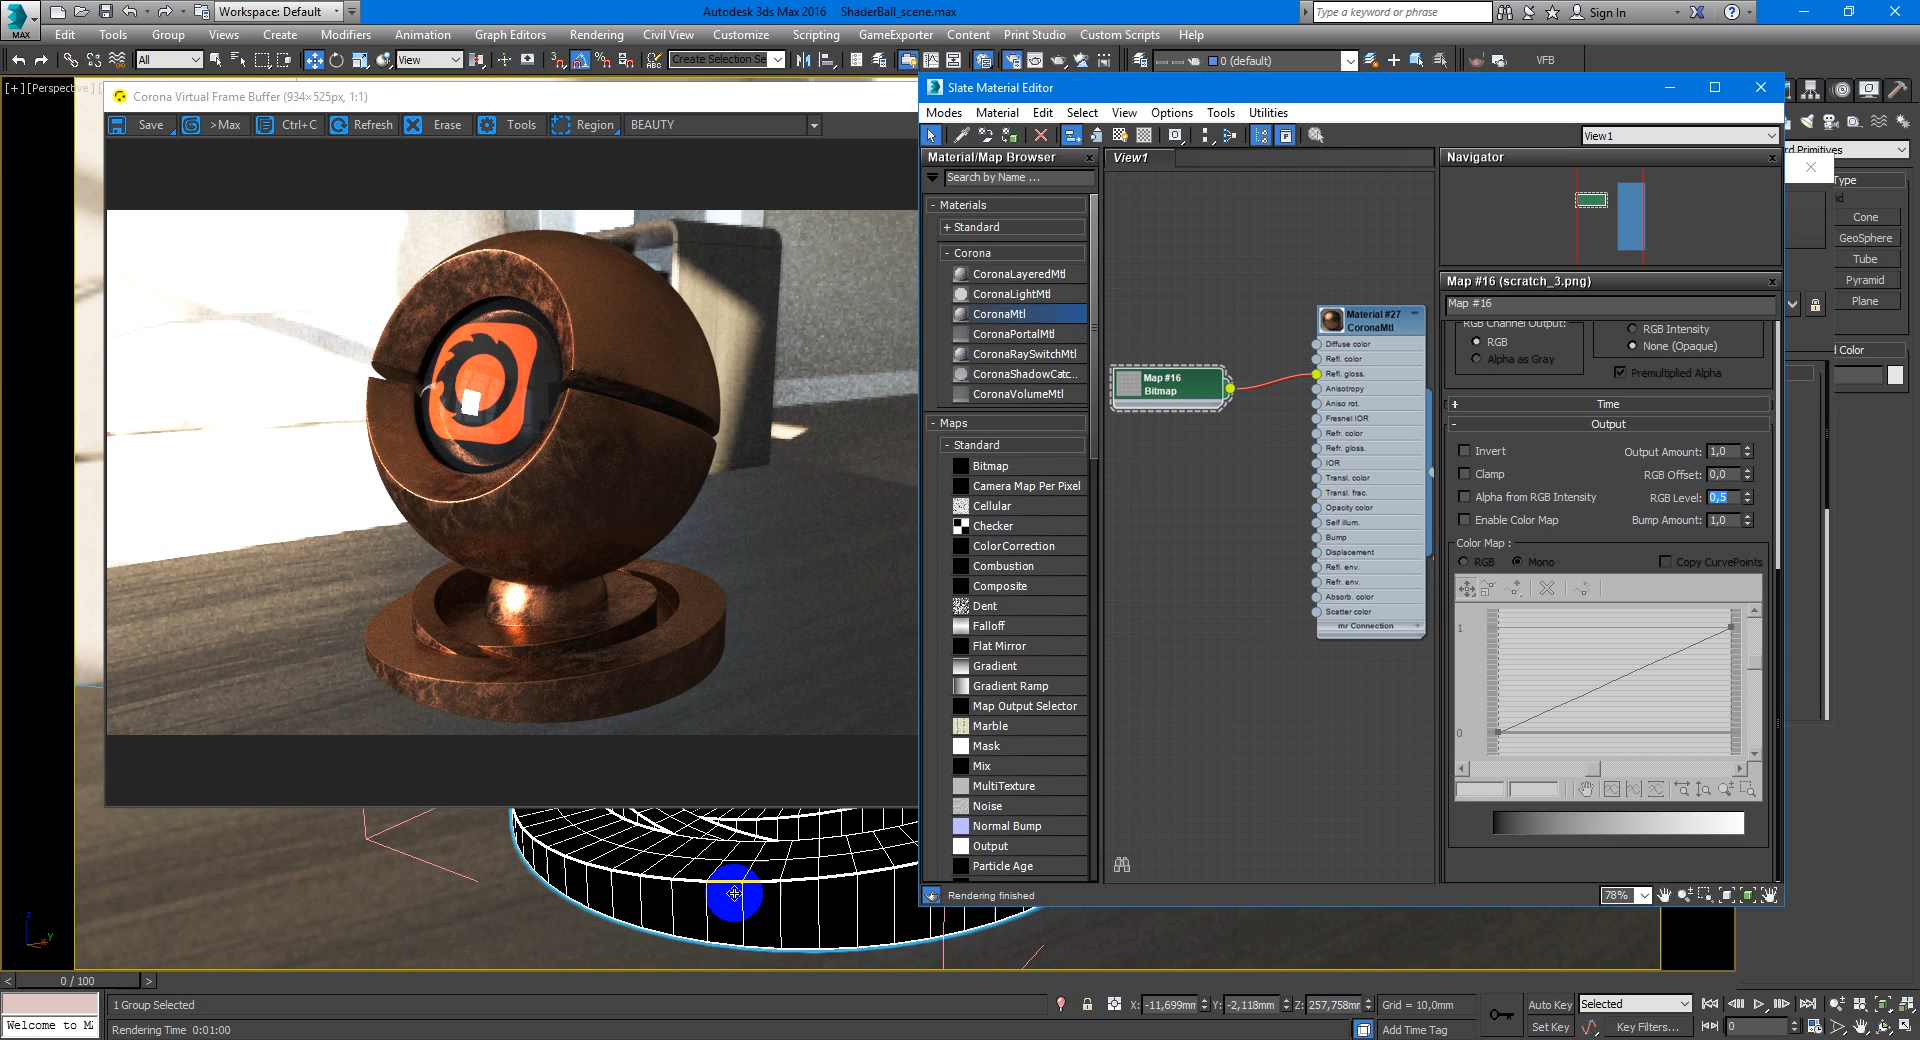 Workspace: Default
Autodesk 3ds Max 2016    ShaderBall_scene.max
Type a keyword or phrase
Sign In
MAX
Edit Tools Group Views Create Modifiers Animation Graph Editors Rendering Civil View Customize Scripting GameExporter Content Print Studio Custom Scripts Help
All
View
Create Selection Se
0 (default)
VFB
[+] [Perspective]
Corona Virtual Frame Buffer (934×525px, 1:1)
Save
>Max
Ctrl+C
Refresh
Erase
Tools
Region
BEAUTY
Slate Material Editor
Modes Material Edit Select View Options Tools Utilities
View1
Material/Map Browser
Search by Name ...
- Materials
+ Standard
- Corona
CoronaLayeredMtl
CoronaLightMtl
CoronaMtl
CoronaPortalMtl
CoronaRaySwitchMtl
CoronaShadowCatc...
CoronaVolumeMtl
- Maps
- Standard
Bitmap
Camera Map Per Pixel
Cellular
Checker
ColorCorrection
Combustion
Composite
Dent
Falloff
Flat Mirror
Gradient
Gradient Ramp
Map Output Selector
Marble
Mask
Mix
MultiTexture
Noise
Normal Bump
Output
Particle Age
View1
Map #16
Bitmap
Material #27
CoronaMtl
Diffuse color
Refl. color
Refl. gloss.
Anisotropy
Aniso rot.
Fresnel IOR
Refr. color
Refr. gloss.
IOR
Transl. color
Transl. frac.
Opacity color
Self illum.
Bump
Displacement
Refl. env.
Refr. env.
Absorb. color
Scatter color
mr Connection
Navigator
Map #16 (scratch_3.png)
Map #16
RGB Channel Output:
RGB
Alpha as Gray
RGB Intensity
None (Opaque)
Premultiplied Alpha
+ Time
- Output
Invert
Output Amount: 1,0
Clamp
RGB Offset: 0,0
Alpha from RGB Intensity
RGB Level: 0,5
Enable Color Map
Bump Amount: 1,0
Color Map :
RGB
Mono
Copy CurvePoints
1
0
Rendering finished
78%
rd Primitives
Type
id
Cone
GeoSphere
Tube
Pyramid
Plane
l Color
z
x
y
0 / 100
1 Group Selected
X: -11,699mm Y: -2,118mm Z: 257,758mm
Grid = 10,0mm
Auto Key
Selected
Welcome to M
Rendering Time 0:01:00
Add Time Tag
Set Key
Key Filters...
0